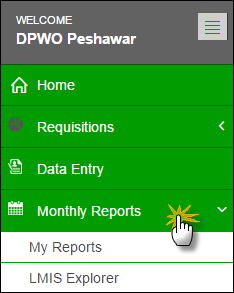 WELCOME
DPWO Peshawar
Home
Requisitions
Data Entry
Monthly Reports
My Reports
LMIS Explorer